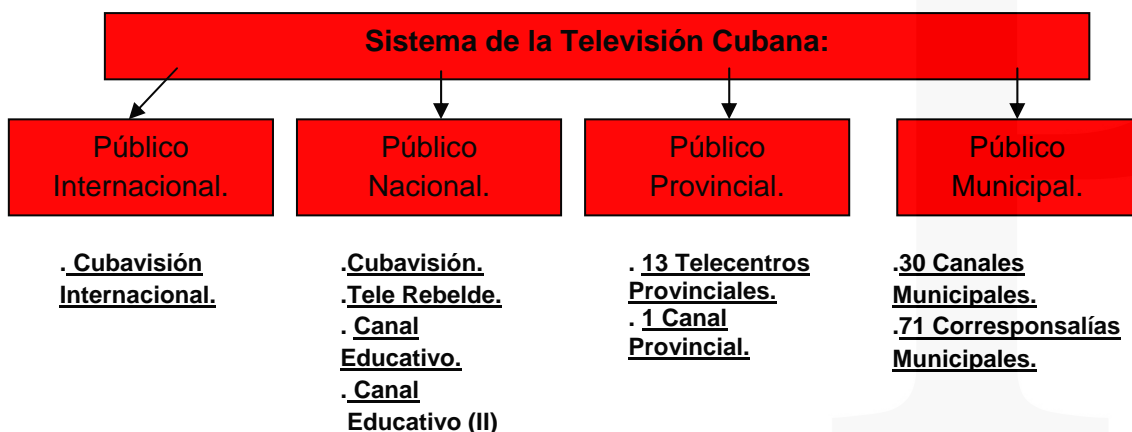 Sistema de la Televisión Cubana:
Público
Internacional.
Público
Nacional.
Público
Provincial.
Público
Municipal.
. Cubavisión
Internacional.
.Cubavisión.
.Tele Rebelde.
. Canal
Educativo.
. Canal
Educativo (II)
. 13 Telecentros
Provinciales.
. 1 Canal
Provincial.
.30 Canales
Municipales.
.71 Corresponsalías
Municipales.